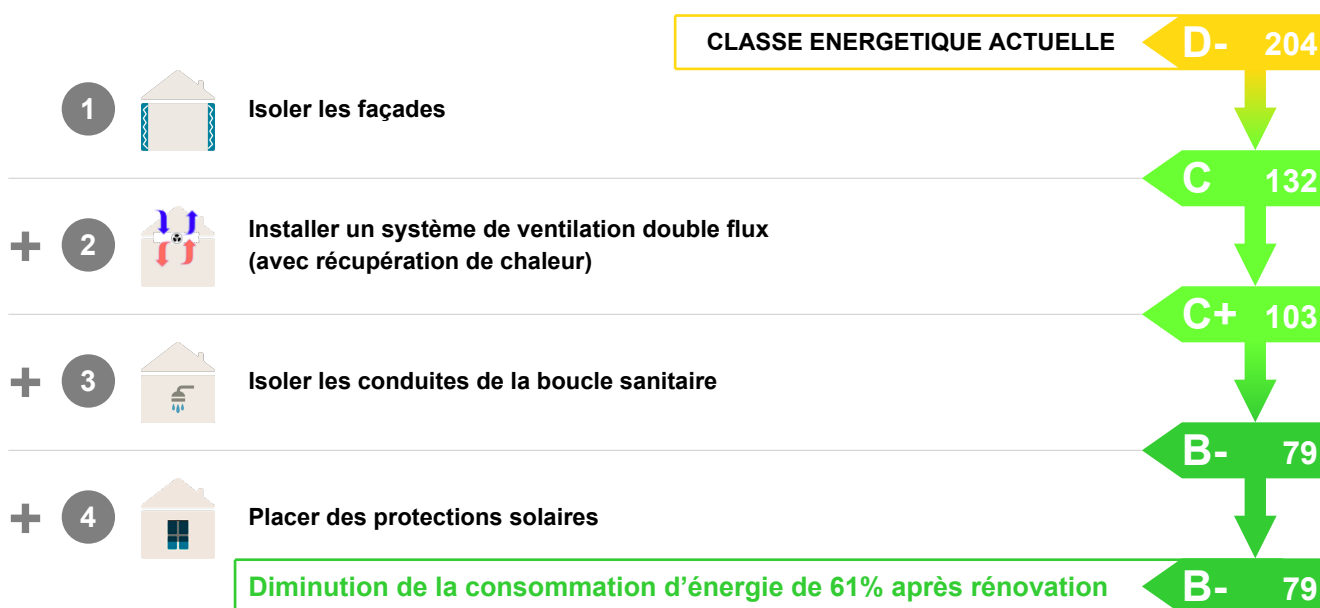 CLASSE ENERGETIQUE ACTUELLE D- 204
1 Isoler les façades
C 132
+ 2 Installer un système de ventilation double flux
(avec récupération de chaleur)
C+ 103
+ 3 Isoler les conduites de la boucle sanitaire
B- 79
+ 4 Placer des protections solaires
Diminution de la consommation d’énergie de 61% après rénovation B- 79